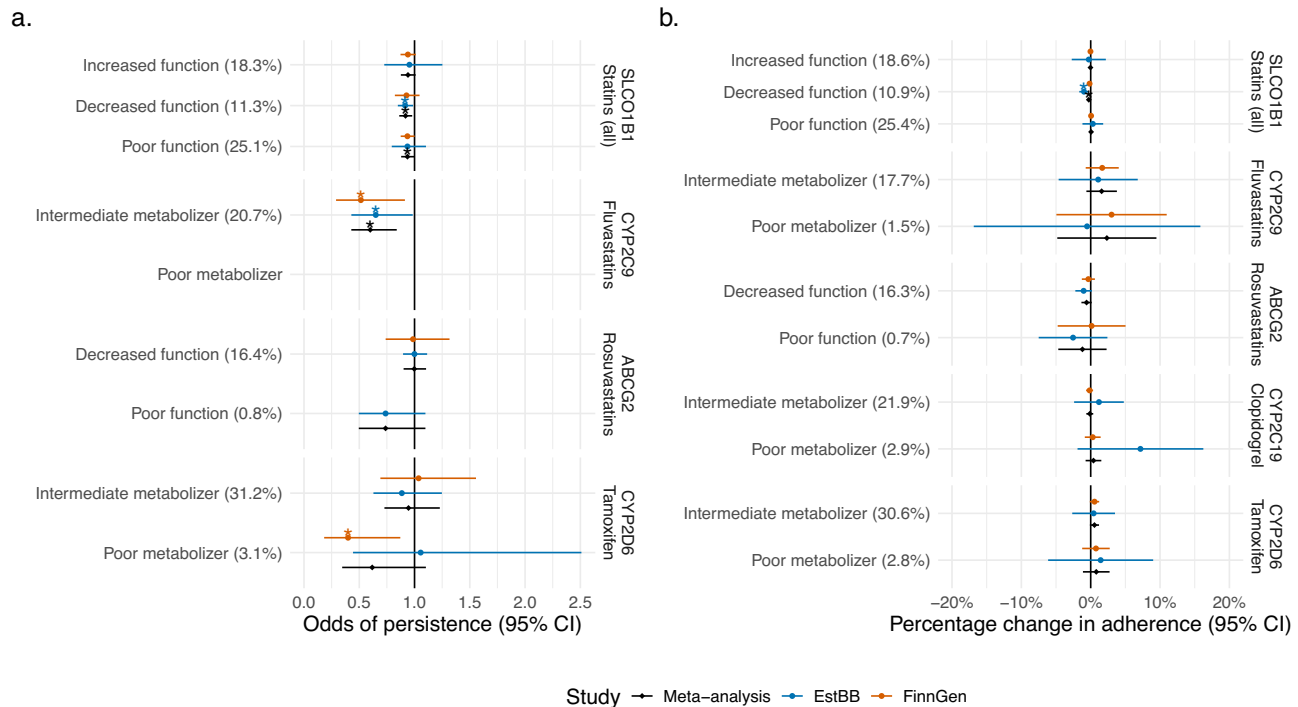 a.
Increased function (18.3%)
Decreased function (11.3%)
Poor function (25.1%)
SLCO1B1
Statins (all)
Intermediate metabolizer (20.7%)
Poor metabolizer
CYP2C9
Fluvastatins
Decreased function (16.4%)
Poor function (0.8%)
ABCG2
Rosuvastatins
Intermediate metabolizer (31.2%)
Poor metabolizer (3.1%)
CYP2D6
Tamoxifen
0.0 0.5 1.0 1.5 2.0 2.5
Odds of persistence (95% CI)
b.
Increased function (18.6%)
Decreased function (10.9%)
Poor function (25.4%)
SLCO1B1
Statins (all)
Intermediate metabolizer (17.7%)
Poor metabolizer (1.5%)
CYP2C9
Fluvastatins
Decreased function (16.3%)
Poor function (0.7%)
ABCG2
Rosuvastatins
Intermediate metabolizer (21.9%)
Poor metabolizer (2.9%)
CYP2C19
Clopidogrel
Intermediate metabolizer (30.6%)
Poor metabolizer (2.8%)
CYP2D6
Tamoxifen
−20% −10% 0% 10% 20%
Percentage change in adherence (95% CI)
Study Meta−analysis EstBB FinnGen